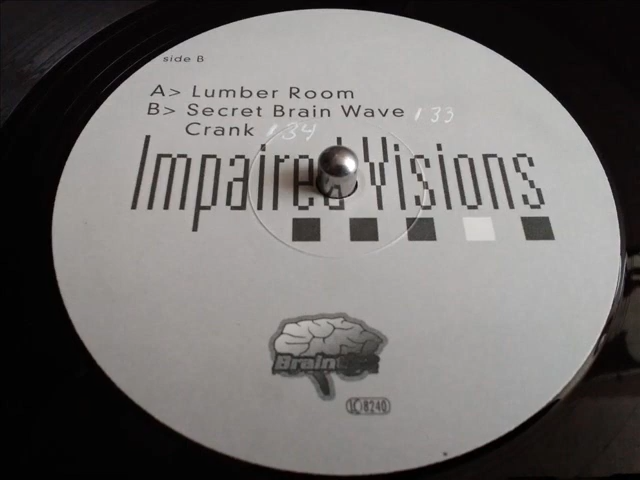 side B
A> Lumber Room
B> Secret Brain Wave 133
Crank 134
Impaired Visions
LC 8240